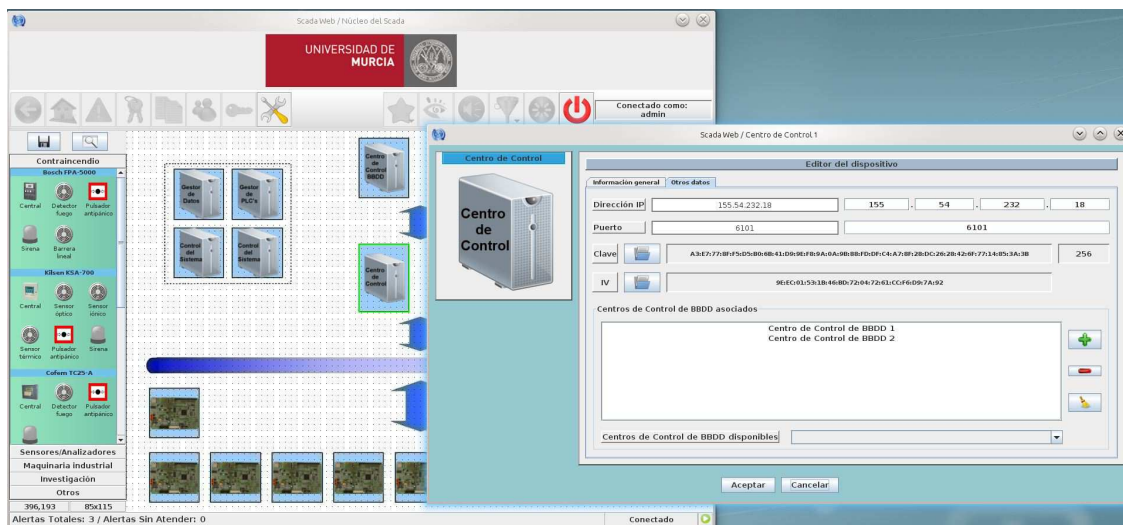 Scada Web / Núcleo del Scada
UNIVERSIDAD DE
MURCIA
Conectado como:
admin
Contraincendio
Bosch FPA-5000
Central
Detector fuego
Pulsador antipánico
Sirena
Barrera lineal
Kilsen KSA-700
Central
Sensor óptico
Sensor iónico
Sensor térmico
Pulsador antipánico
Sirena
Cofem TC25-A
Central
Detector fuego
Pulsador antipánico
Sensores/Analizadores
Maquinaria industrial
Investigación
Otros
396,193 85x115
Alertas Totales: 3 / Alertas Sin Atender: 0
Conectado
Gestor de Datos
Gestor de PLC's
Control del Sistema
Control del Sistema
Centro de Control BBDD
Centro de Control
Scada Web / Centro de Control 1
Centro de Control
Centro de Control
Editor del dispositivo
Información general
Otros datos
Dirección IP 155.54.232.18 155 . 54 . 232 . 18
Puerto 6101 6101
Clave A3:E7:77:8F:F5:D5:B0:6B:41:D9:9E:F8:9A:0A:9B:8B:FD:DF:C4:A7:8F:28:DC:26:28:42:6F:77:14:85:3A:3B 256
IV 9E:EC:01:53:1B:46:8D:72:04:72:61:CC:F6:D9:7A:92
Centros de Control de BBDD asociados
Centro de Control de BBDD 1
Centro de Control de BBDD 2
Centros de Control de BBDD disponibles
Aceptar
Cancelar